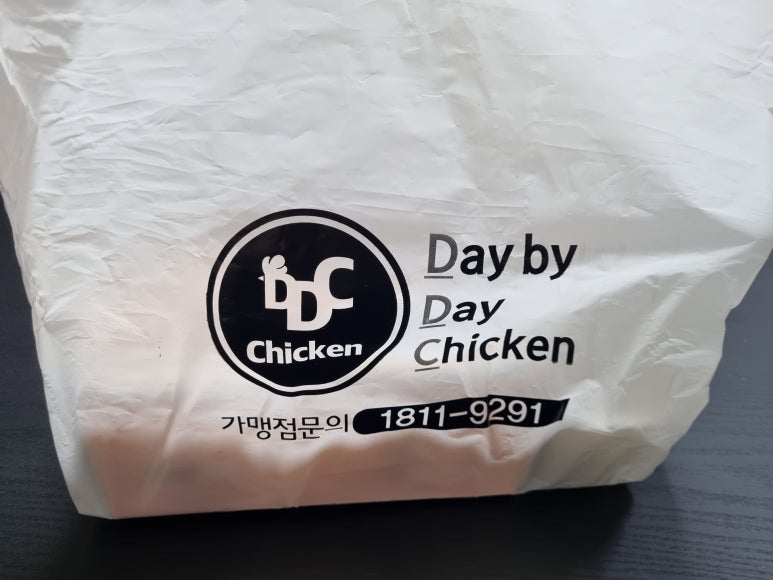 DDC
Chicken
Day by
Day
Chicken
가맹점문의 1811-9291